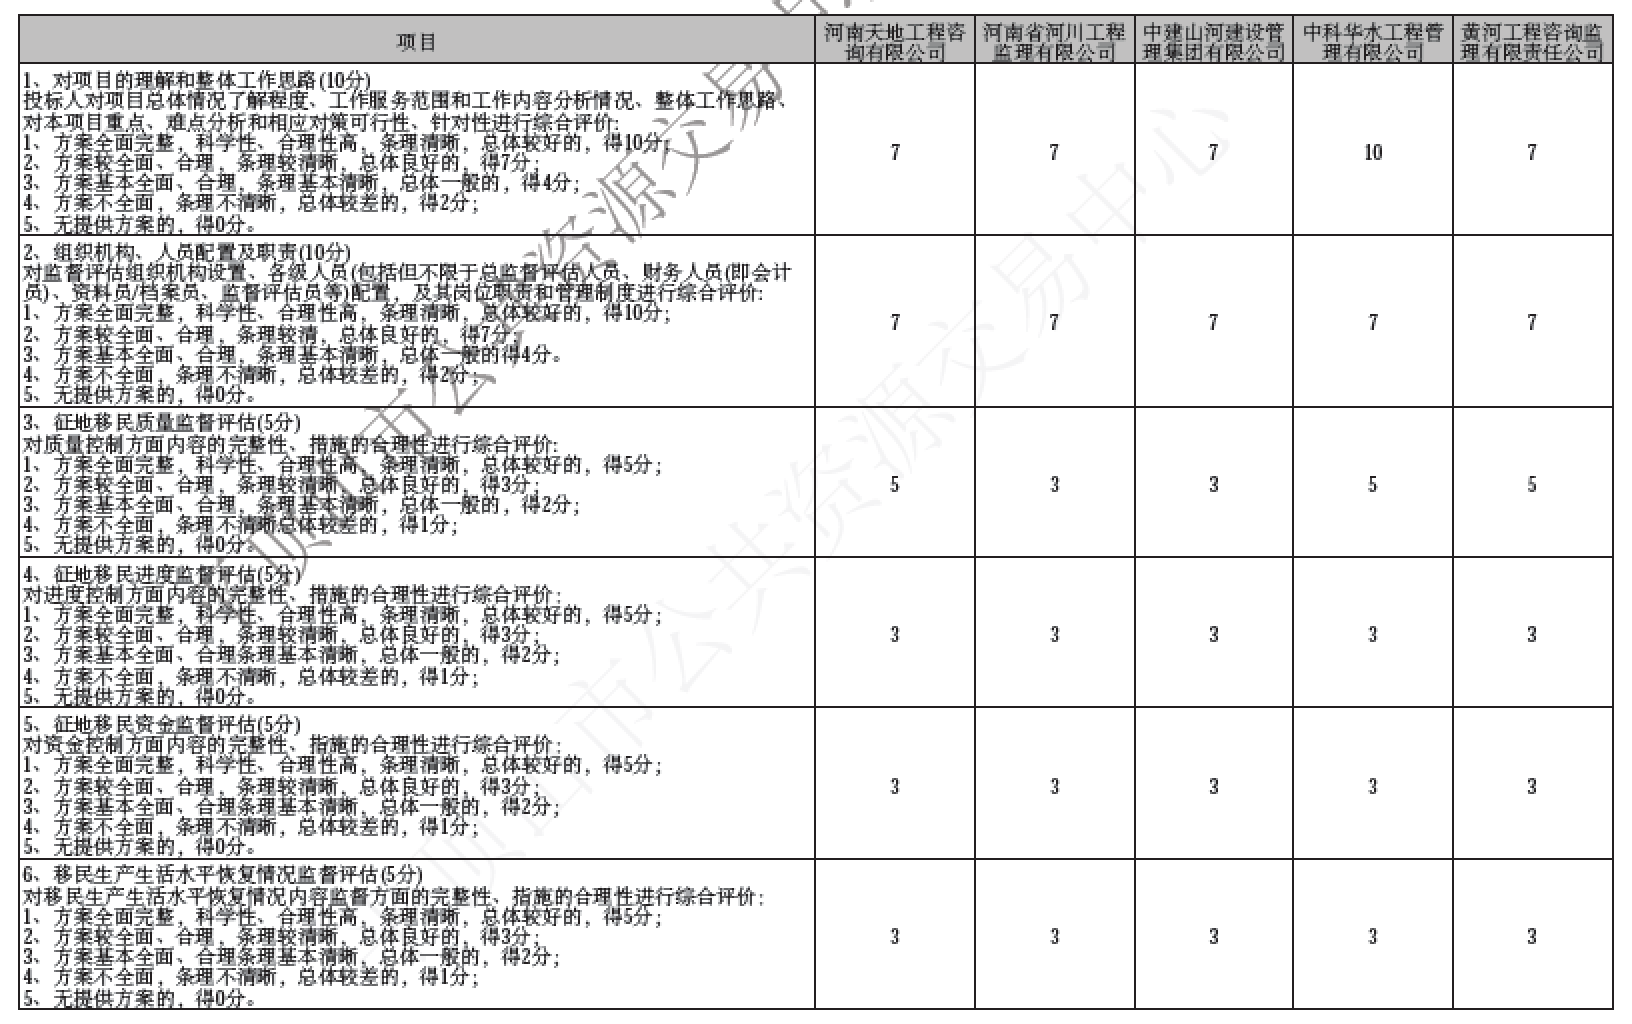 项目
河南天地工程咨
询有限公司
河南省河川工程
监理有限公司
中建山河建设管
理集团有限公司
中科华水工程管
理有限公司
黄河工程咨询监
理有限责任公司
1、对项目的理解和整体工作思路(10分)
投标人对项目总体情况了解程度、工作服务范围和工作内容分析情况、整体工作思路、
对本项目重点、难点分析和相应对策可行性、针对性进行综合评价:
1、方案全面完整，科学性、合理性高，条理清晰，总体较好的，得10分;
2、方案较全面、合理，条理较清晰，总体良好的，得7分;
3、方案基本全面、合理，条理基本清晰，总体一般的，得4分;
4、方案不全面，条理不清晰，总体较差的，得2分;
5、无提供方案的，得0分。
7
7
7
10
7
2、组织机构、人员配置及职责(10分)
对监督评估组织机构设置、各级人员(包括但不限于总监督评估人员、财务人员(即会计
员)、资料员/档案员、监督评估员等)配置，及其岗位职责和管理制度进行综合评价:
1、方案全面完整，科学性、合理性高，条理清晰，总体较好的，得10分;
2、方案较全面、合理，条理较清，总体良好的，得7分;
3、方案基本全面、合理，条理基本清晰，总体一般的得4分。
4、方案不全面，条理不清晰，总体较差的，得2分;
5、无提供方案的，得0分。
7
7
7
7
7
3、征地移民质量监督评估(5分)
对质量控制方面内容的完整性、措施的合理性进行综合评价:
1、方案全面完整，科学性、合理性高，条理清晰，总体较好的，得5分;
2、方案较全面、合理，条理较清晰，总体良好的，得3分;
3、方案基本全面、合理，条理基本清晰，总体一般的，得2分;
4、方案不全面，条理不清晰总体较差的，得1分;
5、无提供方案的，得0分。
5
3
3
5
5
4、征地移民进度监督评估(5分)
对进度控制方面内容的完整性、措施的合理性进行综合评价;
1、方案全面完整，科学性、合理性高，条理清晰，总体较好的，得5分;
2、方案较全面、合理，条理较清晰，总体良好的，得3分;
3、方案基本全面、合理条理基本清晰，总体一般的，得2分;
4、方案不全面，条理不清晰，总体较差的，得1分;
5、无提供方案的，得0分。
3
3
3
3
3
5、征地移民资金监督评估(5分)
对资金控制方面内容的完整性、措施的合理性进行综合评价;
1、方案全面完整，科学性、合理性高，条理清晰，总体较好的，得5分;
2、方案较全面、合理，条理较清晰，总体良好的，得3分;
3、方案基本全面、合理条理基本清晰，总体一般的，得2分;
4、方案不全面，条理不清晰，总体较差的，得1分;
5、无提供方案的，得0分。
3
3
3
3
3
6、移民生产生活水平恢复情况监督评估(5分)
对移民生产生活水平恢复情况内容监督方面的完整性、措施的合理性进行综合评价:
1、方案全面完整，科学性、合理性高，条理清晰，总体较好的，得5分;
2、方案较全面、合理，条理较清晰，总体良好的，得3分;
3、方案基本全面、合理条理基本清晰，总体一般的，得2分;
4、方案不全面，条理不清晰，总体较差的，得1分;
5、无提供方案的，得0分。
3
3
3
3
3
顶山市公共资源交易中
顶山市公共资源交易中心